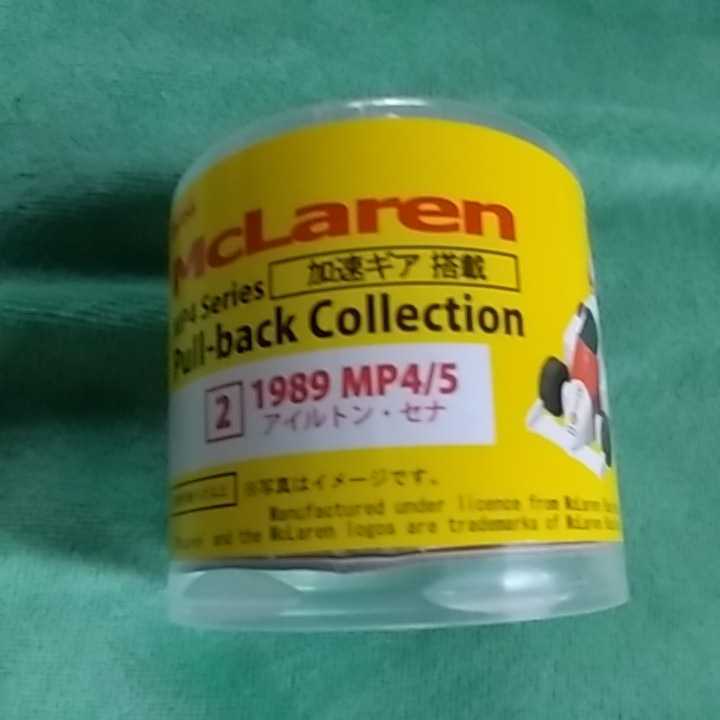 McLaren
加速ギア 搭載
MP4 Series
Pull-back Collection
2 1989 MP4/5
アイルトン・セナ
※写真はイメージです。
Manufactured under licence from McLaren
and the McLaren logos are trademarks of McLaren